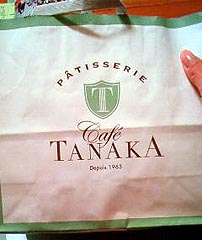 PÂTISSERIE
T
Café
TANAKA
Depuis 1963